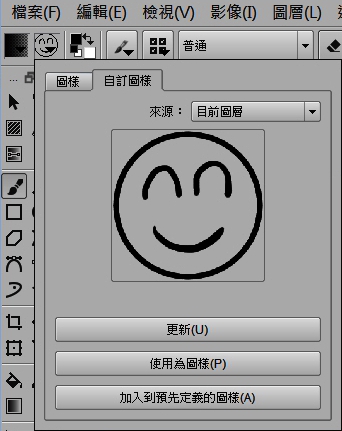 檔案(F) 編輯(E) 檢視(V) 影像(I) 圖層(L)
普通
圖樣 自訂圖樣
來源： 目前圖層
更新(U)
使用為圖樣(P)
加入到預先定義的圖樣(A)